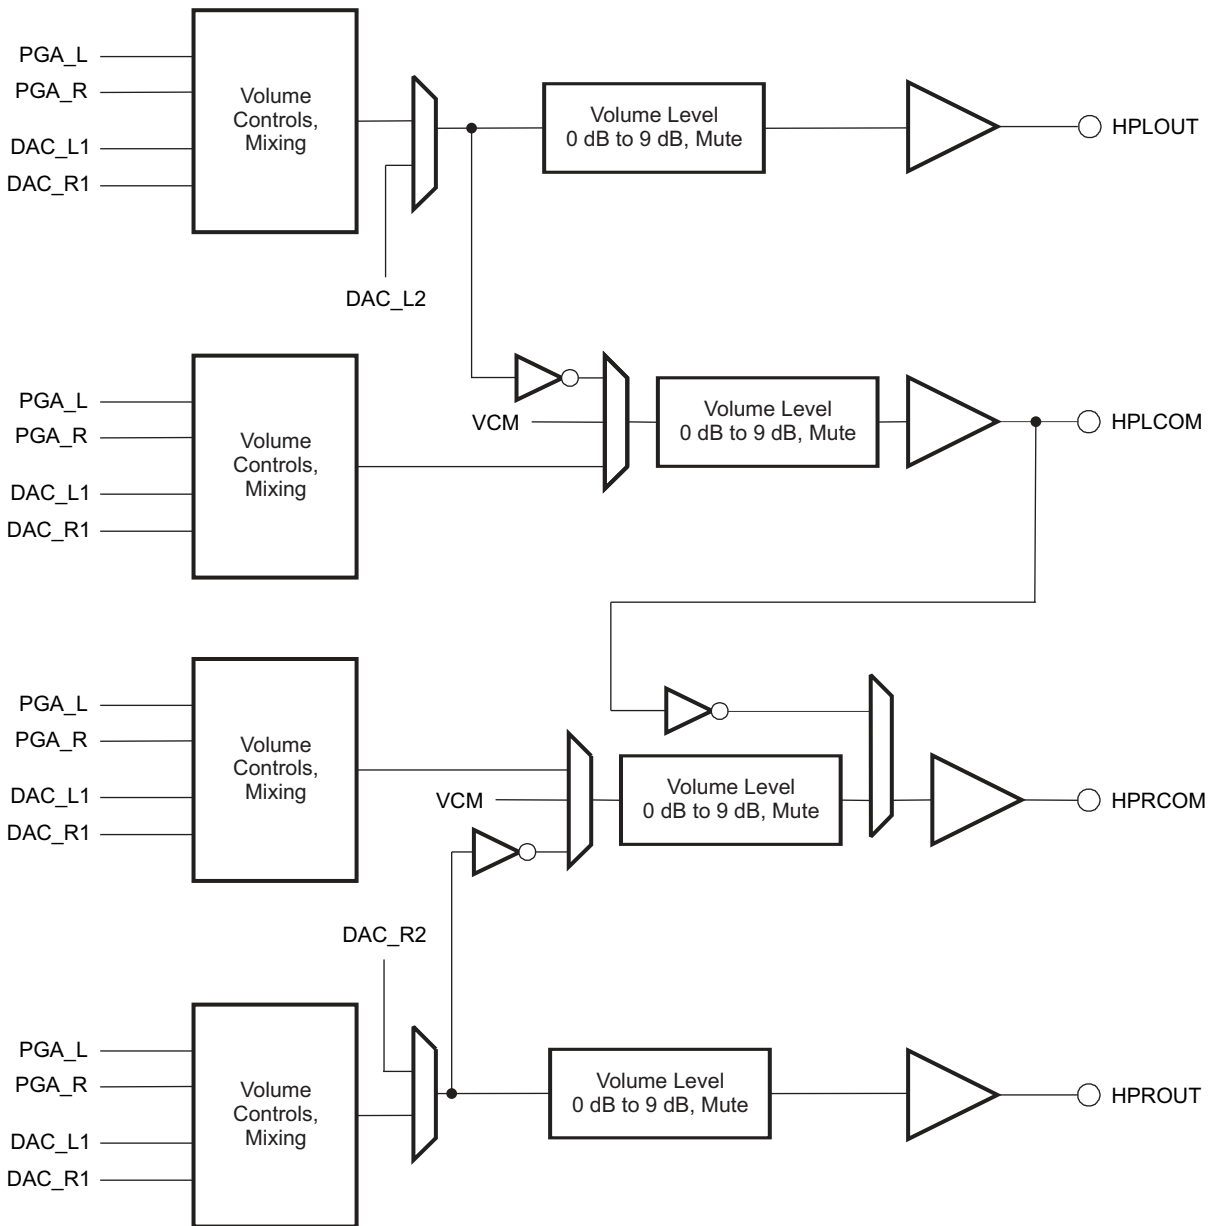 PGA_L
PGA_R
DAC_L1
DAC_R1
Volume
Controls,
Mixing
DAC_L2
Volume Level
0 dB to 9 dB, Mute
HPLOUT
PGA_L
PGA_R
DAC_L1
DAC_R1
Volume
Controls,
Mixing
VCM
Volume Level
0 dB to 9 dB, Mute
HPLCOM
PGA_L
PGA_R
DAC_L1
DAC_R1
Volume
Controls,
Mixing
VCM
Volume Level
0 dB to 9 dB, Mute
HPRCOM
DAC_R2
PGA_L
PGA_R
DAC_L1
DAC_R1
Volume
Controls,
Mixing
Volume Level
0 dB to 9 dB, Mute
HPROUT